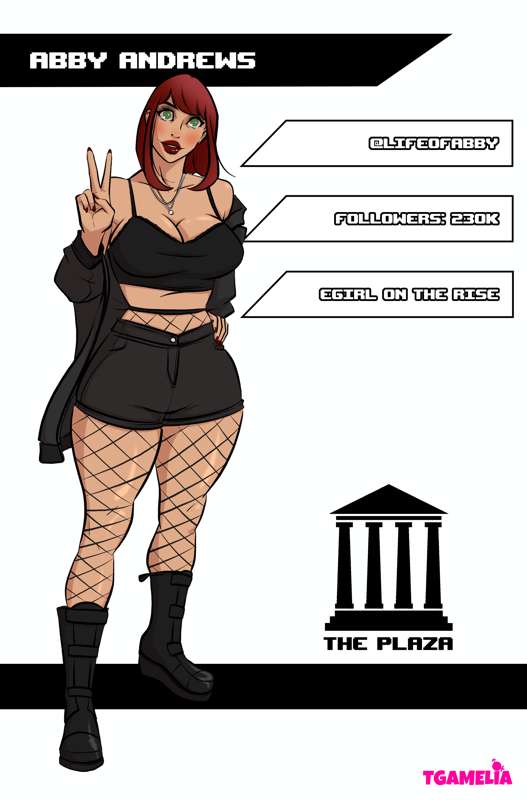 ABBY ANDREWS
@LIFEOFABBY
FOLLOWERS: 230K
EGIRL ON THE RISE
THE PLAZA
TGAMELIA